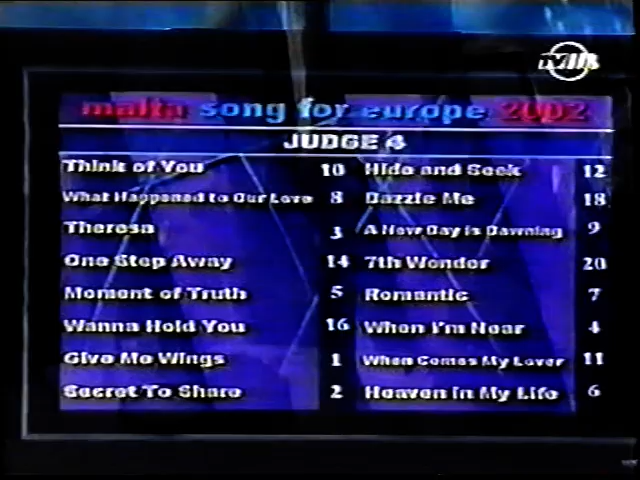 TVM
malta song for europe 2002
JUDGE 4
Think of You 10
What Happened to Our Love 8
Theresa 3
One Step Away 14
Moment of Truth 5
Wanna Hold You 16
Give Me Wings 1
Secret To Share 2
Hide and Seek 12
Dazzle Me 18
A New Day is Dawning 9
7th Wonder 20
Romantic 7
When I'm Near 4
When Comes My Lover 11
Heaven in My Life 6